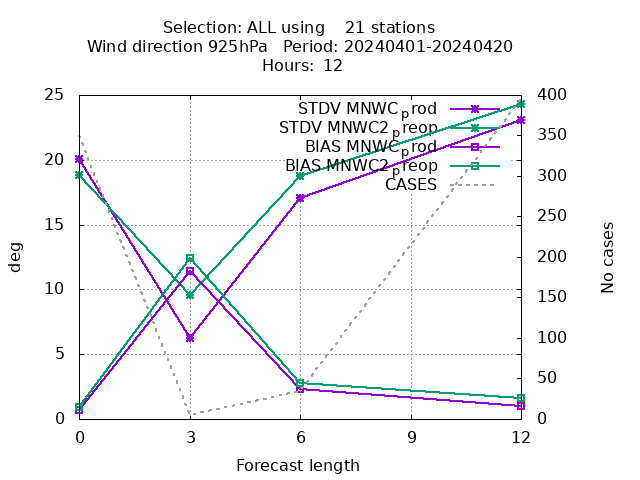 Selection: ALL using 21 stations
Wind direction 925hPa Period: 20240401-20240420
Hours: 12
25
20
15
10
5
0
400
350
300
250
200
150
100
50
0
deg
No cases
STDV MNWC_prod
STDV MNWC2_preop
BIAS MNWC_prod
BIAS MNWC2_preop
CASES
0 3 6 9 12
Forecast length